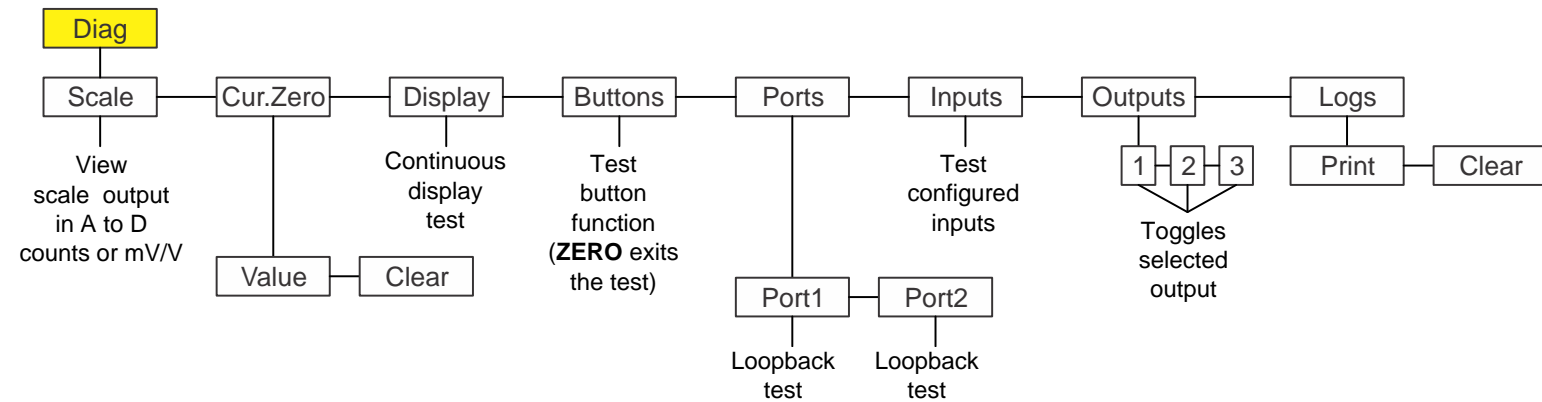 Diag
Scale
Cur.Zero
Display
Buttons
Ports
Inputs
Outputs
Logs
View
scale output
in A to D
counts or mV/V
Continuous
display
test
Test
button
function
(ZERO exits
the test)
Test
configured
inputs
1
2
3
Toggles
selected
output
Print
Clear
Value
Clear
Port1
Port2
Loopback
test
Loopback
test